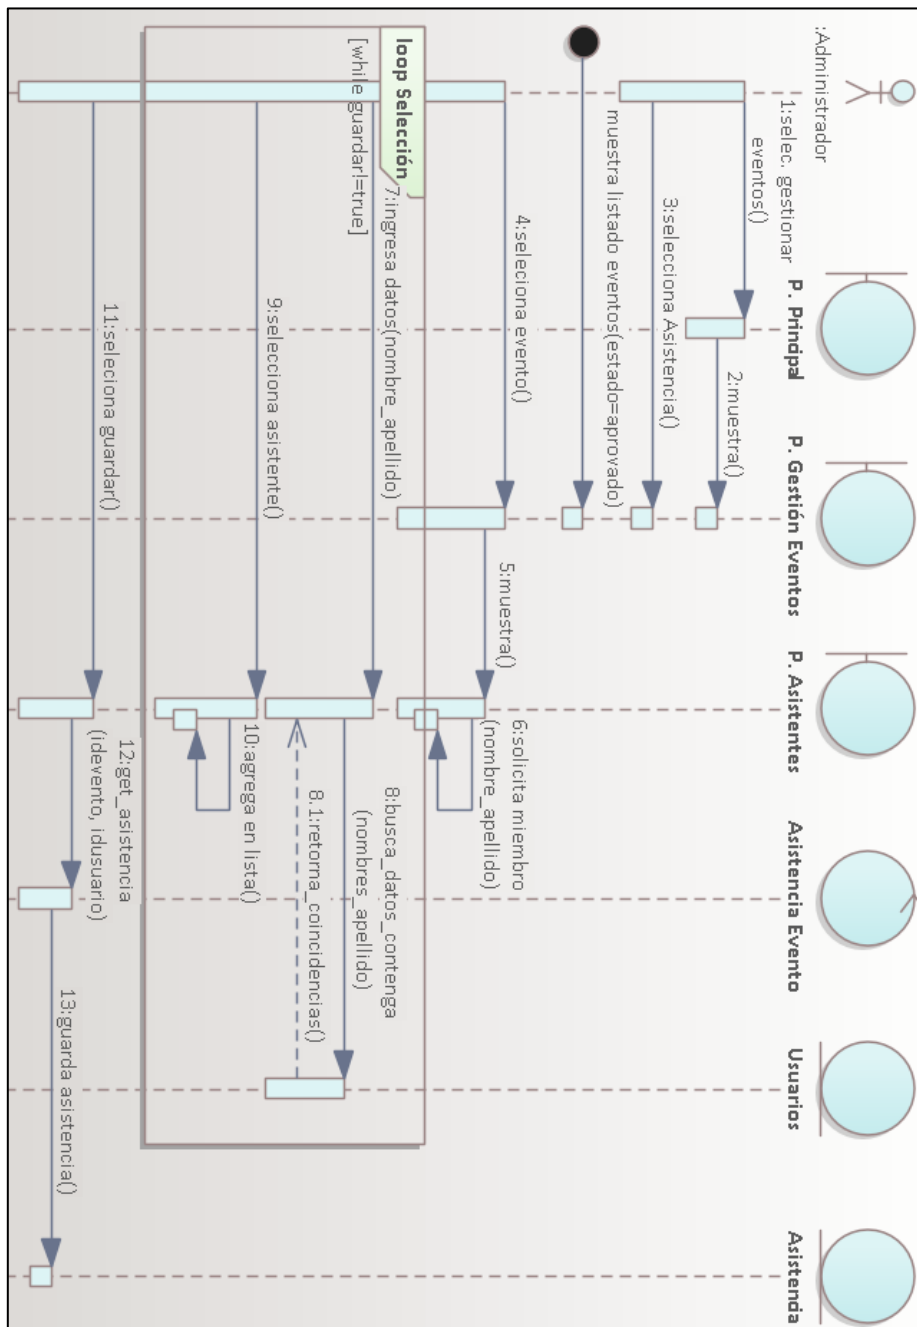 :Administrador
P. Principal
P. Gestión Eventos
P. Asistentes
Asistencia Evento
Usuarios
Asistencia
1:selec. gestionar
eventos()
2:muestra()
3:selecciona Asistencia()
muestra listado eventos(estado=aprovado)
4:seleciona evento()
5:muestra()
6:solicita miembro
(nombre_apellido)
loop Selección
[while guardar!=true]
7:ingresa datos(nombre_apellido)
8:busca_datos_contenga
(nombres_apellido)
8.1:retorna_coincidencias()
9:selecciona asistente()
10:agrega en lista()
11:seleciona guardar()
12:get_asistencia
(idevento, idusuario)
13:guarda asistencia()